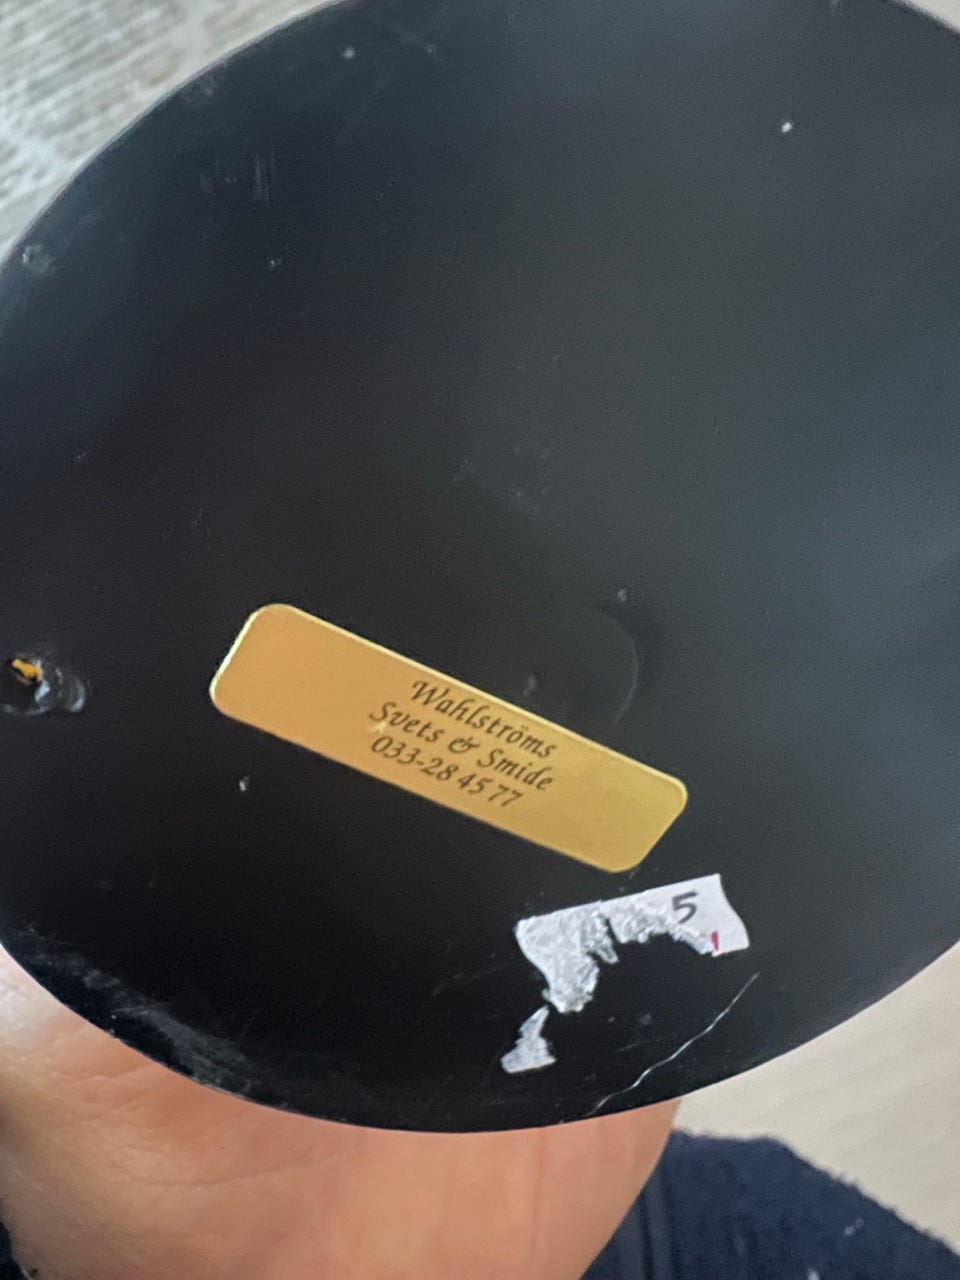 Wahlströms
Svets & Smide
033-28 45 77
5